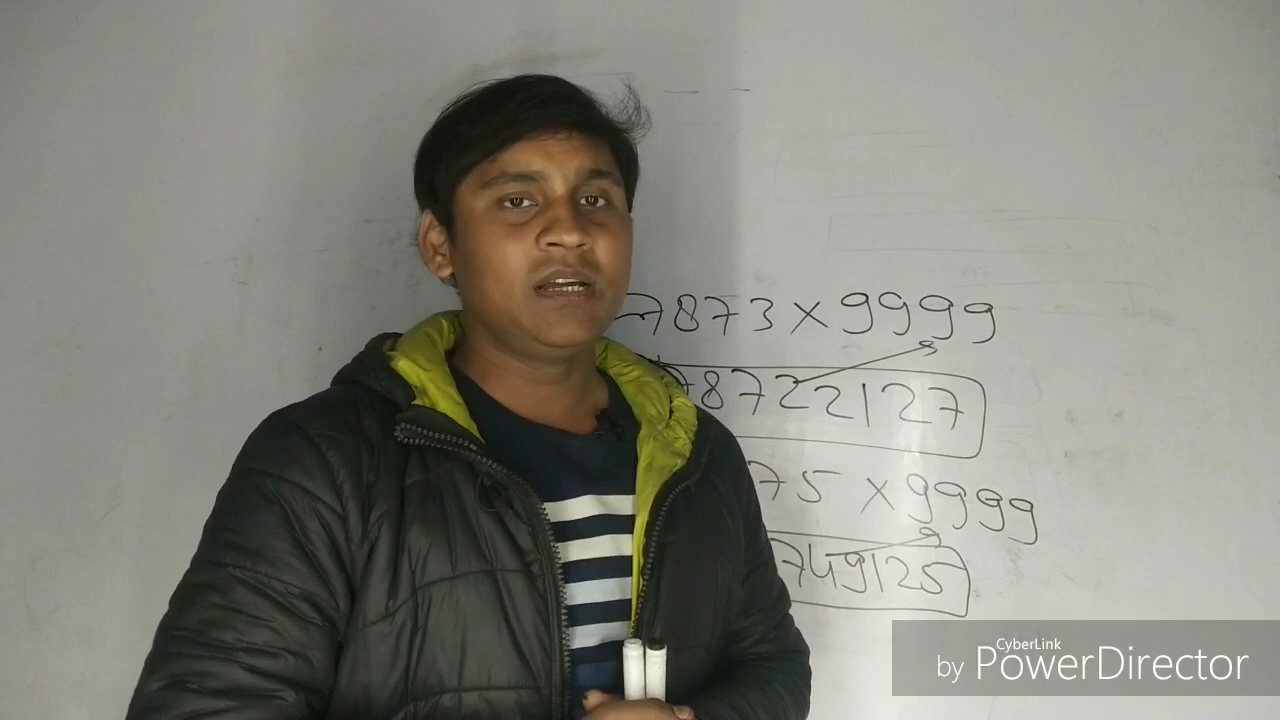 7873 × 9999
78722127
75 × 9999
749125
CyberLink
by PowerDirector